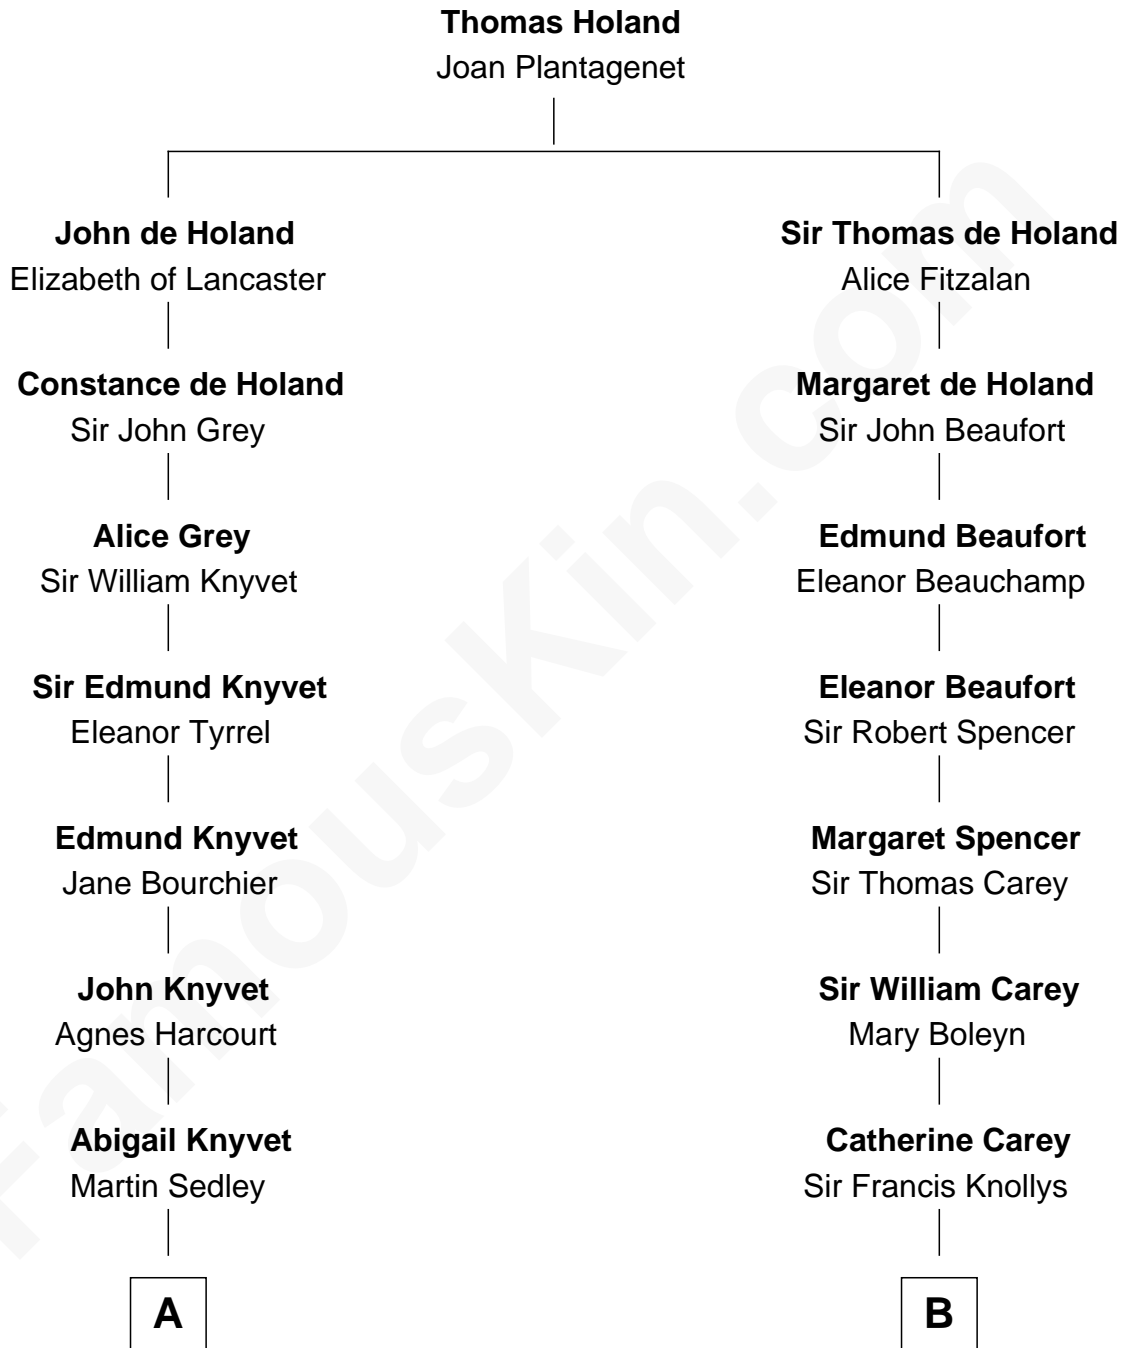 Thomas Holand
Joan Plantagenet
John de Holand
Elizabeth of Lancaster
Constance de Holand
Sir John Grey
Alice Grey
Sir William Knyvet
Sir Edmund Knyvet
Eleanor Tyrrel
Edmund Knyvet
Jane Bourchier
John Knyvet
Agnes Harcourt
Abigail Knyvet
Martin Sedley
A
Sir Thomas de Holand
Alice Fitzalan
Margaret de Holand
Sir John Beaufort
Edmund Beaufort
Eleanor Beauchamp
Eleanor Beaufort
Sir Robert Spencer
Margaret Spencer
Sir Thomas Carey
Sir William Carey
Mary Boleyn
Catherine Carey
Sir Francis Knollys
B
FamousKin.com